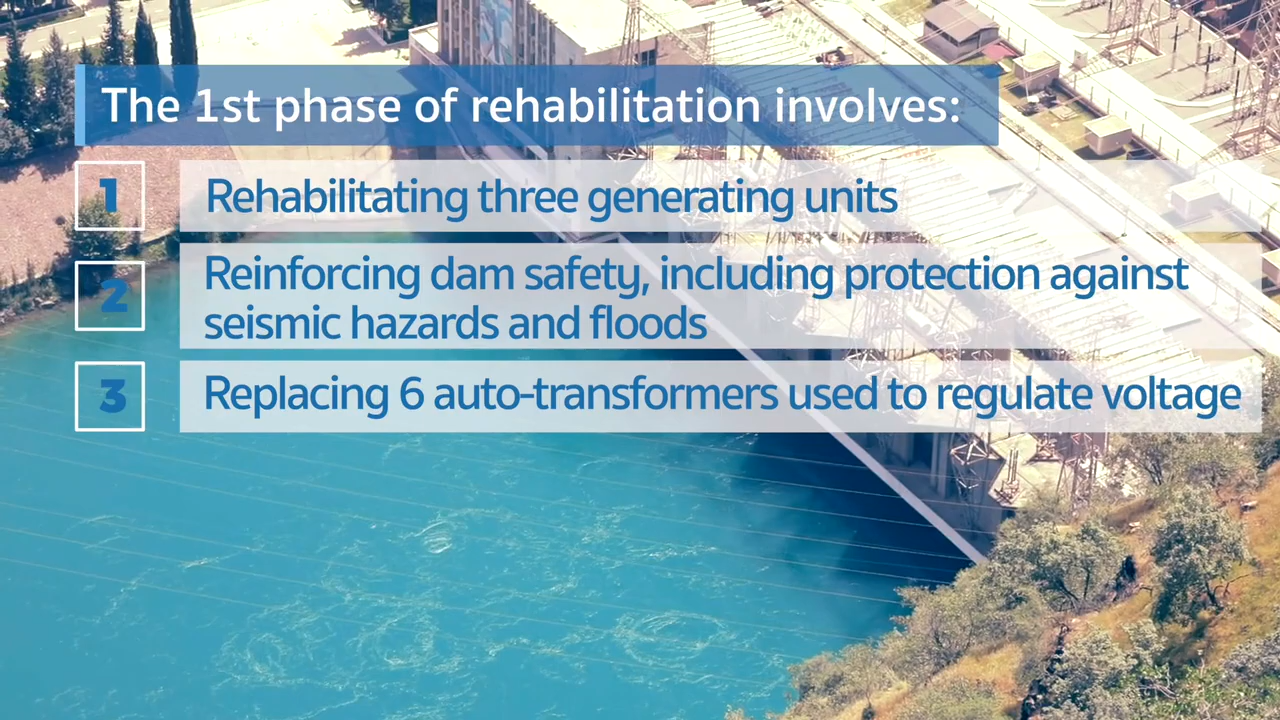 The 1st phase of rehabilitation involves:
1 Rehabilitating three generating units
2 Reinforcing dam safety, including protection against
seismic hazards and floods
3 Replacing 6 auto-transformers used to regulate voltage